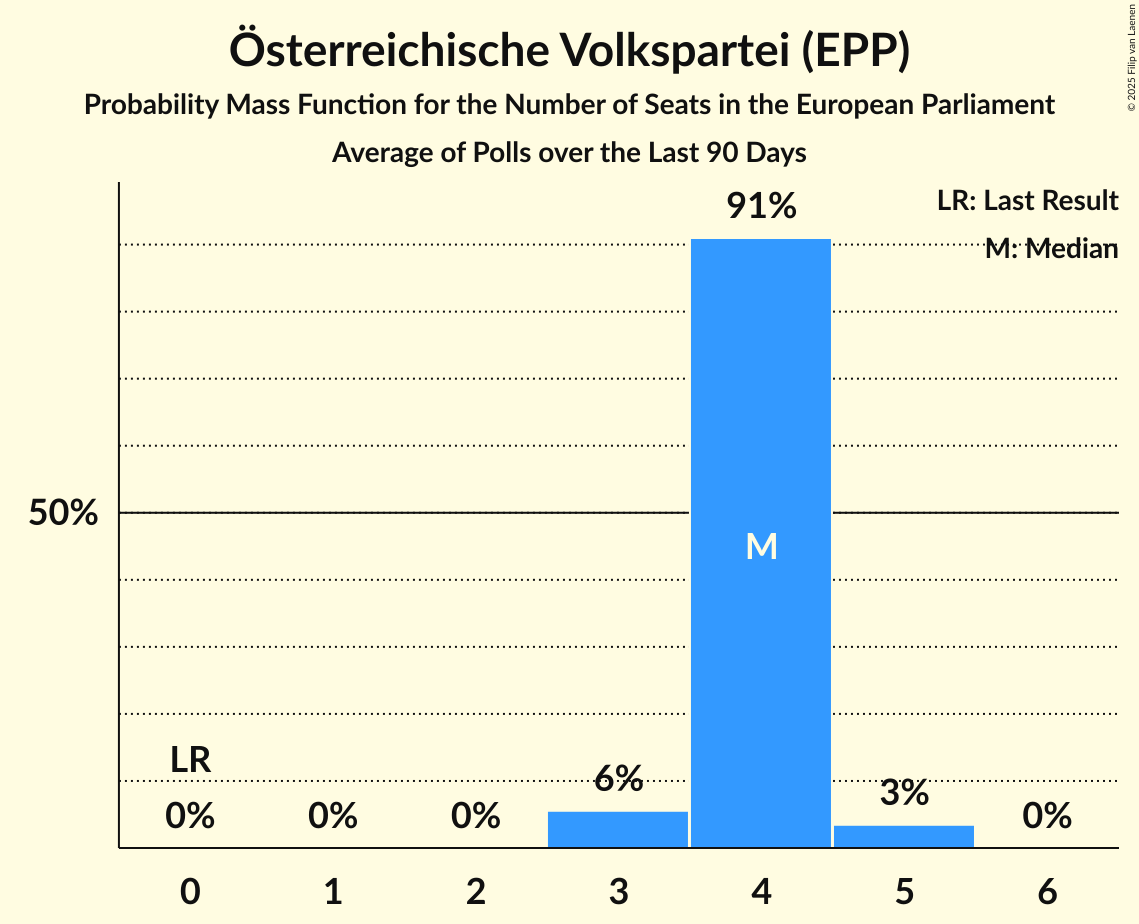 Österreichische Volkspartei (EPP)
Probability Mass Function for the Number of Seats in the European Parliament
Average of Polls over the Last 90 Days
© 2025 Filip van Laenen
LR: Last Result
M: Median
91%
50%
M
LR
0%
0%
0%
6%
3%
0%
0 1 2 3 4 5 6